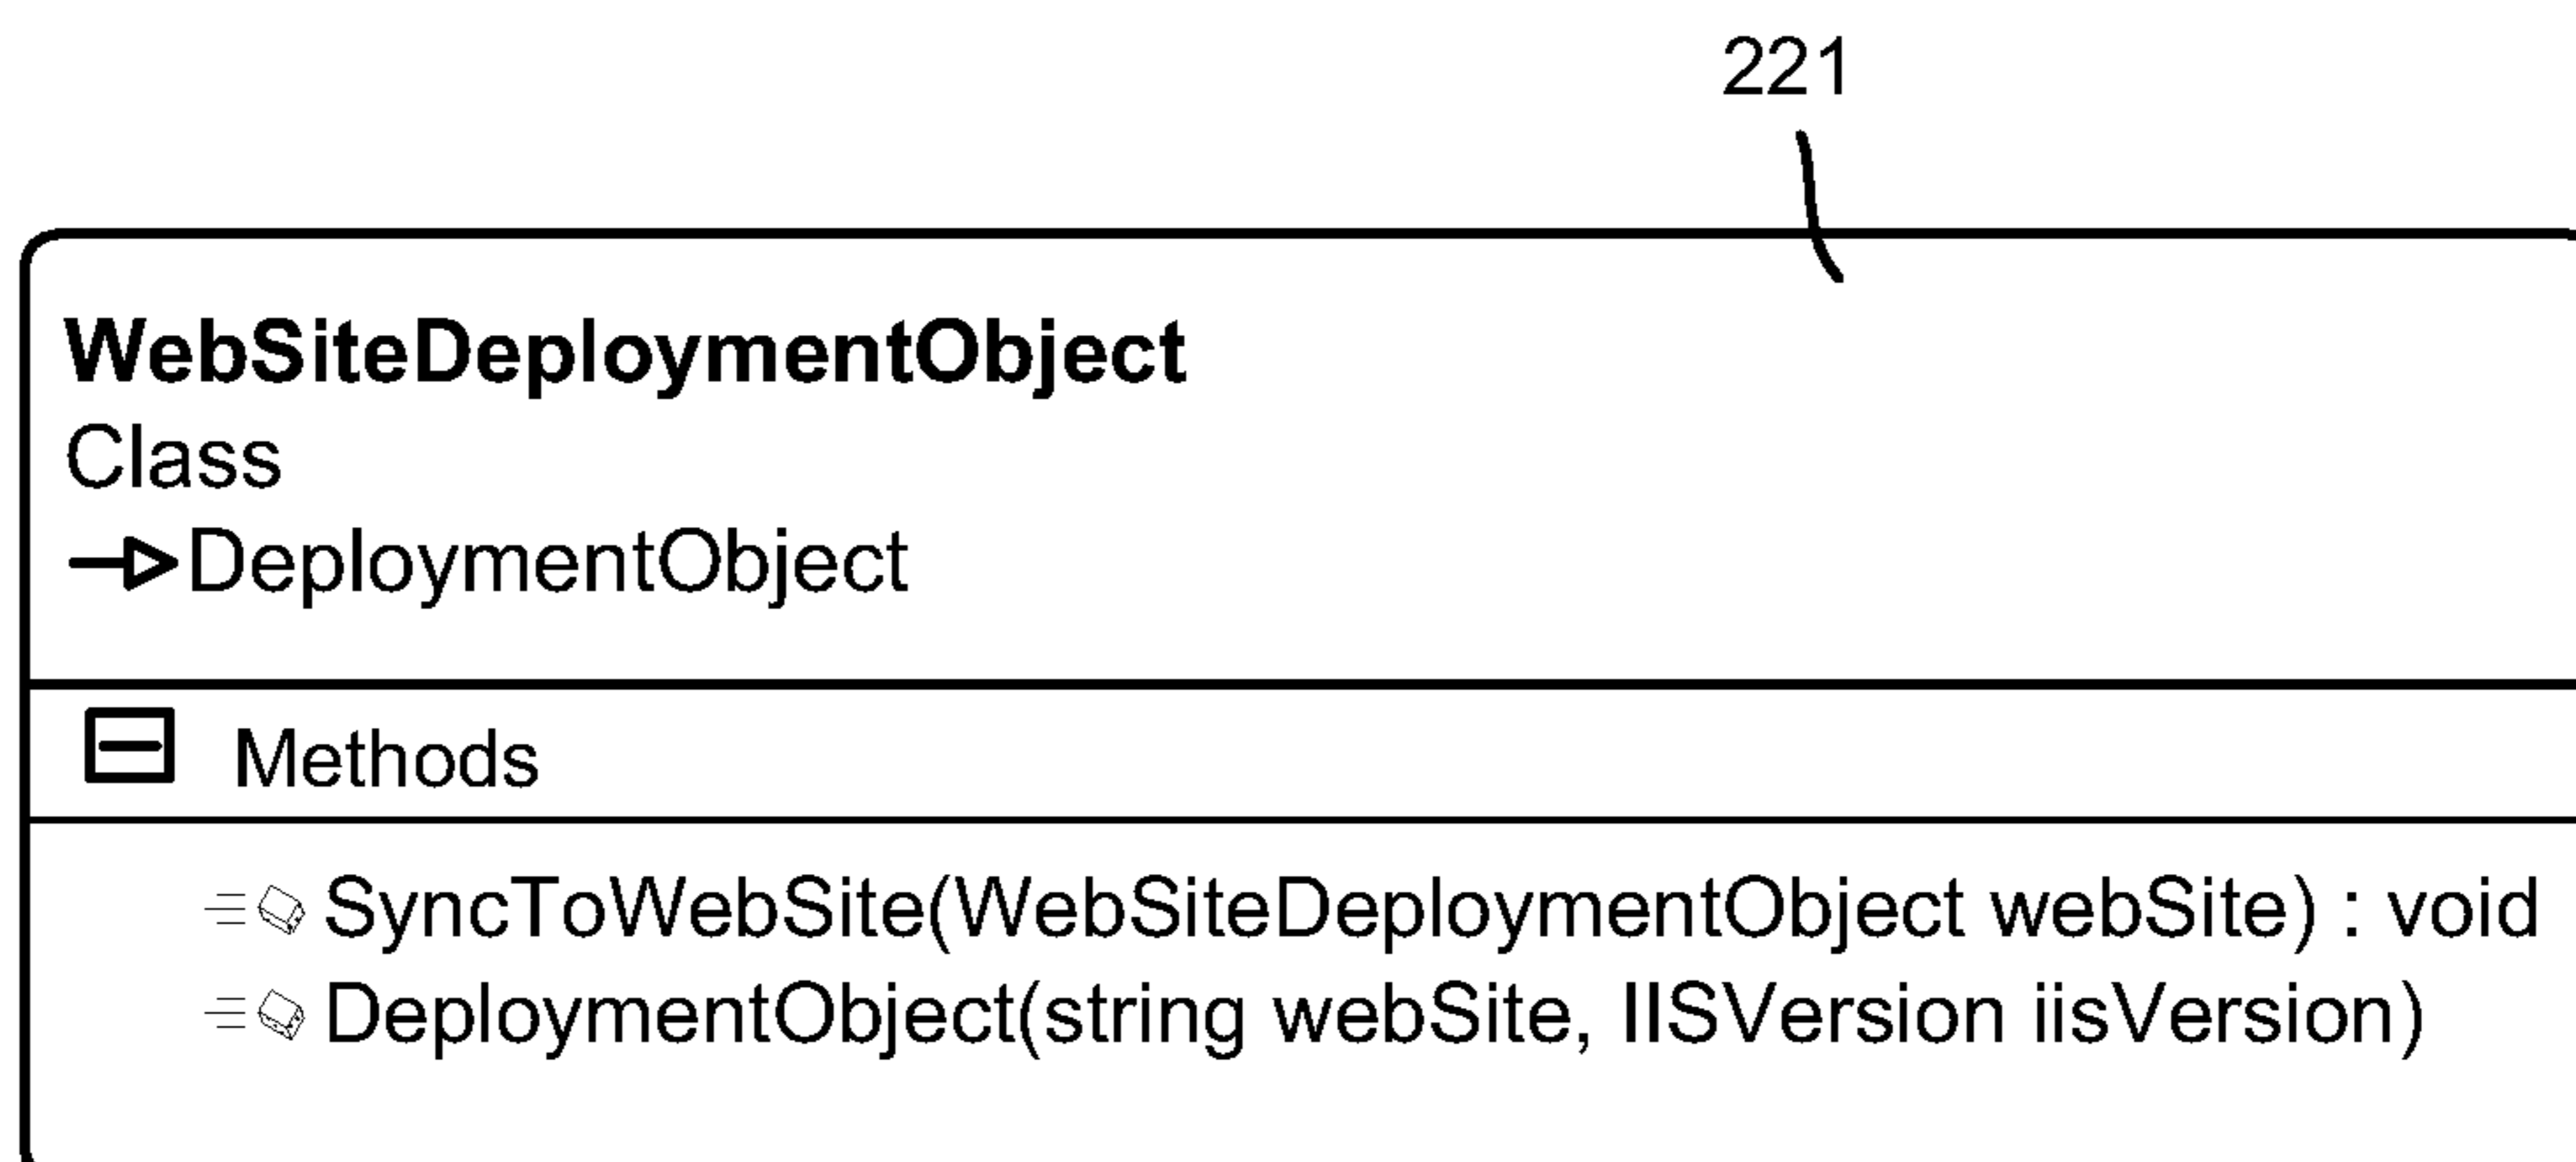 221
WebSiteDeploymentObject
Class
DeploymentObject
Methods
SyncToWebSite(WebSiteDeploymentObject webSite) : void
DeploymentObject(string webSite, IISVersion iisVersion)